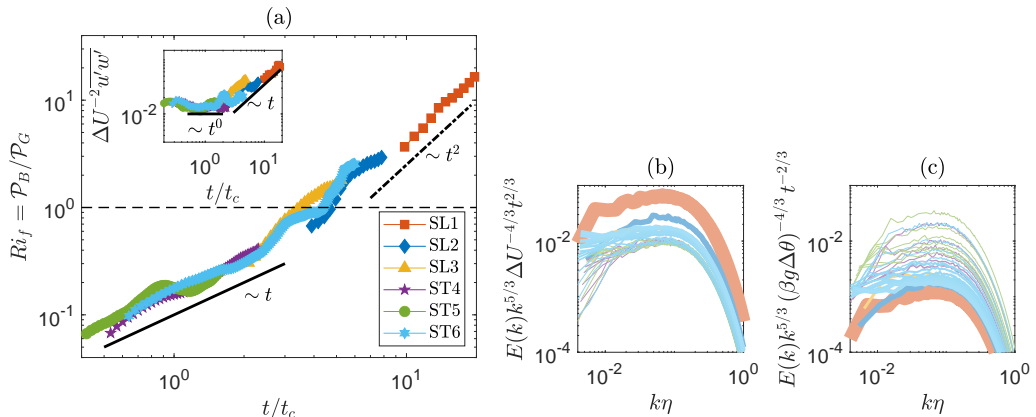 (a)
Ri_f = P_B/P_G
10^1
10^0
10^{-1}
10^0
10^1
t/t_c
∼ t
∼ t^2
ΔU^{-2}\overline{u'w'}
10^{-2}
∼ t^0
∼ t
10^0
10^1
t/t_c
SL1
SL2
SL3
ST4
ST5
ST6
(b)
E(k)k^{5/3} ΔU^{-4/3}t^{2/3}
10^{-2}
10^{-4}
10^{-2}
10^0
kη
(c)
E(k)k^{5/3} (βgΔθ)^{-4/3}t^{-2/3}
10^{-2}
10^{-4}
10^{-2}
10^0
kη